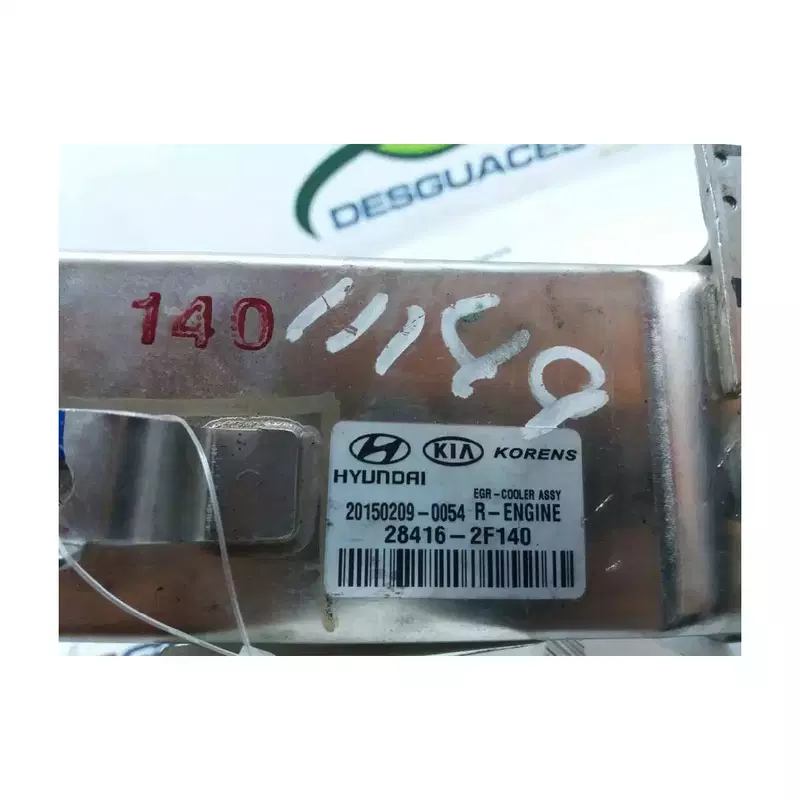 DESGUACES
140
HYUNDAI KIA KORENS
EGR-COOLER ASSY
20150209-0054 R-ENGINE
28416-2F140